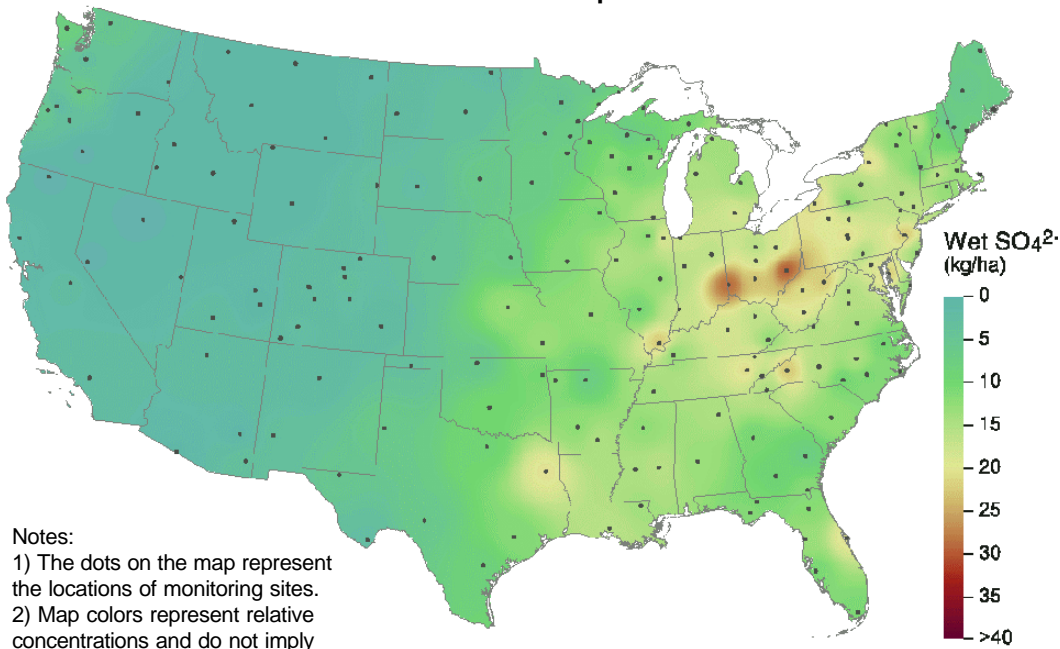 Wet SO₄²⁻
(kg/ha)
0
5
10
15
20
25
30
35
>40
Notes:
1) The dots on the map represent
the locations of monitoring sites.
2) Map colors represent relative
concentrations and do not imply